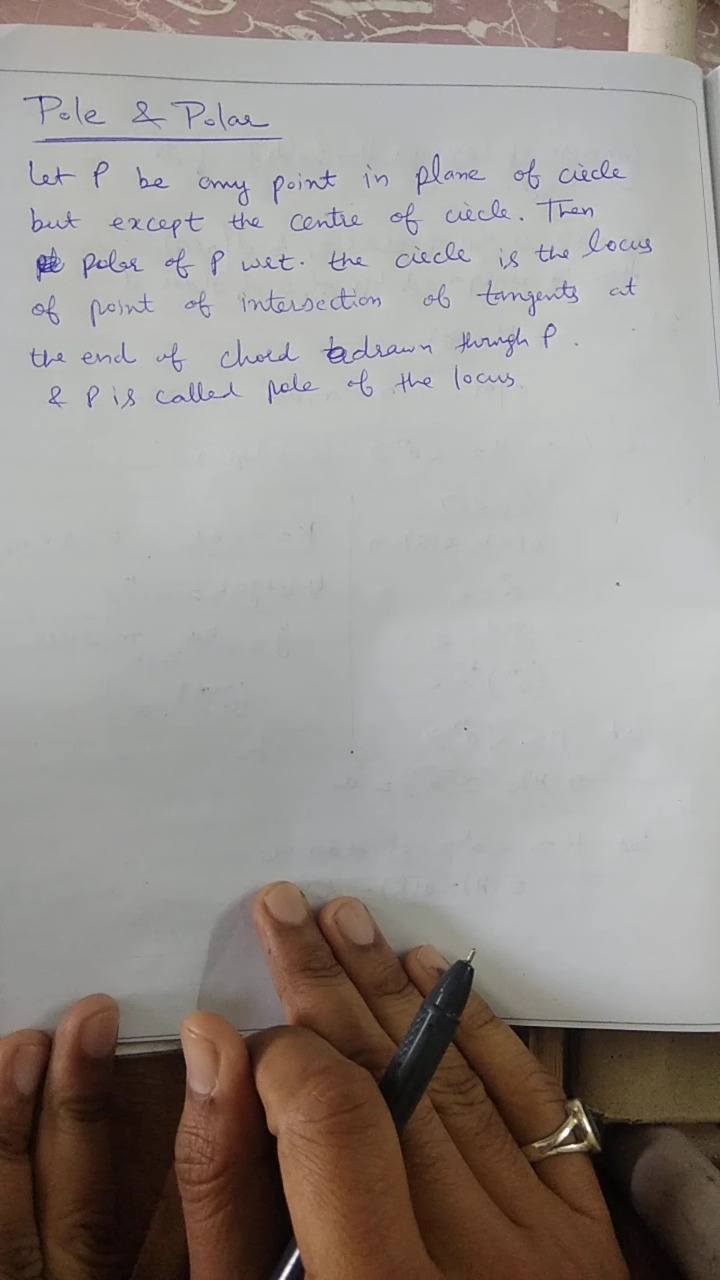 Pole & Polar
Let P be any point in plane of circle
but except the centre of circle. Then
polar of P wrt. the circle is the locus
of point of intersection of tangents at
the end of chord drawn through P.
& P is called pole of the locus.